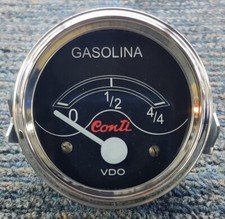 GASOLINA
1/2
0 4/4
Conti
VDO